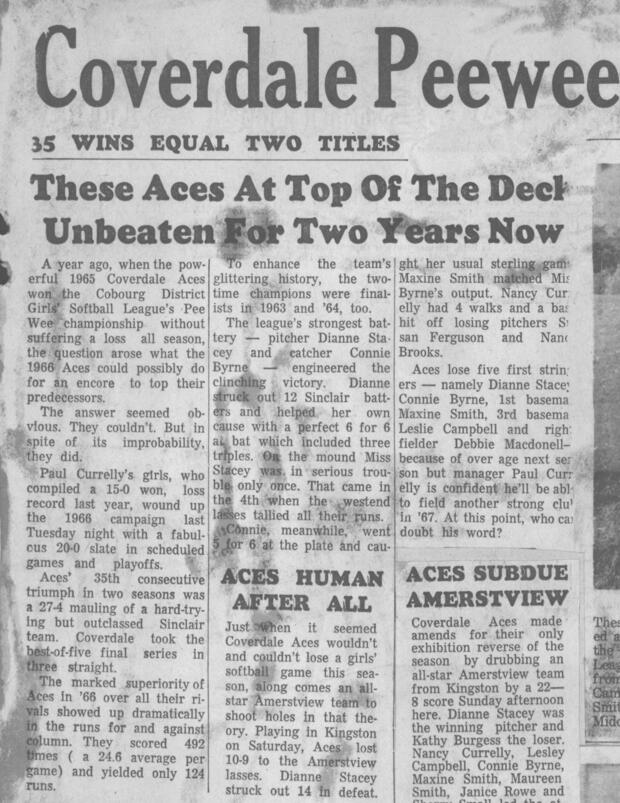 Coverdale Peewee
35 WINS EQUAL TWO TITLES
These Aces At Top Of The Deck
Unbeaten For Two Years Now
A year ago, when the pow-
erful 1965 Coverdale Aces
won the Cobourg District
Girls' Softball League's Pee
Wee championship without
suffering a loss all season,
the question arose what the
1966 Aces could possibly do
for an encore to top their
predecessors.
The answer seemed ob-
vious. They couldn't. But in
spite of its improbability,
they did.
Paul Currelly's girls, who
compiled a 15-0 won, loss
record last year, wound up
the 1966 campaign last
Tuesday night with a fabul-
ous 20-0 slate in scheduled
games and playoffs.
Aces' 35th consecutive
triumph in two seasons was
a 27-4 mauling of a hard-try-
ing but outclassed Sinclair
team. Coverdale took the
best-of-five final series in
three straight.
The marked superiority of
Aces in '66 over all their ri-
vals showed up dramatically
in the runs for and against
column. They scored 492
times ( a 24.6 average per
game) and yielded only 124
runs.
To enhance the team's
glittering history, the two-
time champions were final-
ists in 1963 and '64, too.
The league's strongest bat-
tery — pitcher Dianne Sta-
cey and catcher Connie
Byrne — engineered the
clinching victory. Dianne
struck out 12 Sinclair batt-
ers and helped her own
cause with a perfect 6 for 6
at bat which included three
triples. On the mound Miss
Stacey was in serious trou-
ble only once. That came in
the 4th when the westend
lasses tallied all their runs.
Connie, meanwhile, went
5 for 6 at the plate and cau-
ght her usual sterling gam
Maxine Smith matched Mis
Byrne's output. Nancy Cur
elly had 4 walks and a ba
hit off losing pitchers S
san Ferguson and Nanc
Brooks.
Aces lose five first strin
ers — namely Dianne Stacey
Connie Byrne, 1st basema
Maxine Smith, 3rd basema
Leslie Campbell and righ
fielder Debbie Macdonell—
because of over age next se
son but manager Paul Curr
elly is confident he'll be abl
to field another strong clu
in '67. At this point, who ca
doubt his word?
ACES HUMAN
AFTER ALL
Just when it seemed
Coverdale Aces wouldn't
and couldn't lose a girls'
softball game this sea-
son, along comes an all-
star Amerstview team to
shoot holes in that the-
ory. Playing in Kingston
on Saturday, Aces lost
10-9 to the Amerstview
lasses. Dianne Stacey
struck out 14 in defeat.
ACES SUBDUE
AMERSTVIEW
Coverdale Aces made
amends for their only
exhibition reverse of the
season by drubbing an
all-star Amerstview team
from Kingston by a 22—
8 score Sunday afternoon
here. Dianne Stacey was
the winning pitcher and
Kathy Burgess the loser.
Nancy Currelly, Lesley
Campbell, Connie Byrne,
Maxine Smith, Maureen
Smith, Janice Rowe and
Thes
ed a
the
Leag
from
Cam
Smit
Midd